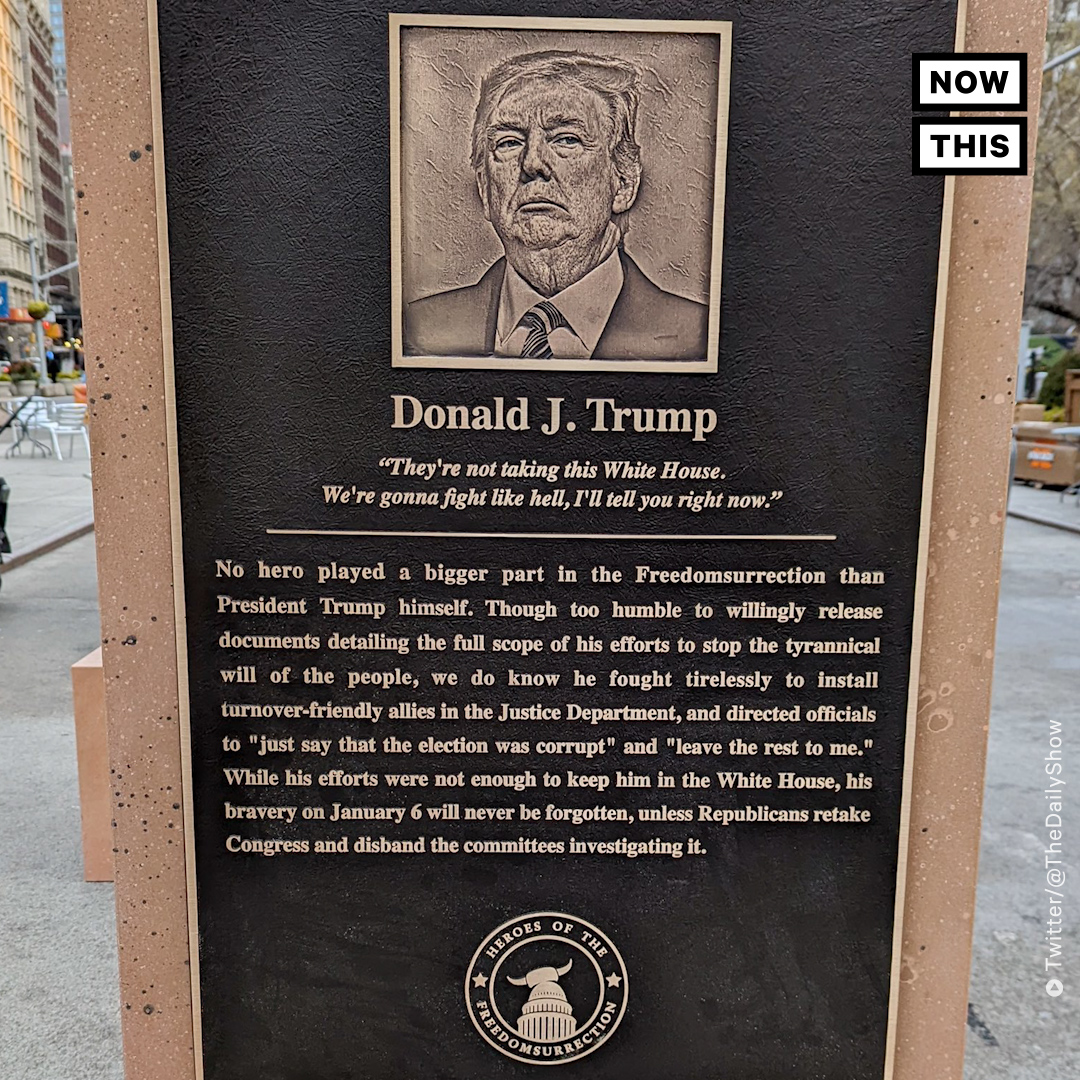 NOW
THIS
Donald J. Trump
“They're not taking this White House.
We're gonna fight like hell, I'll tell you right now.”
No hero played a bigger part in the Freedomsurrection than
President Trump himself. Though too humble to willingly release
documents detailing the full scope of his efforts to stop the tyrannical
will of the people, we do know he fought tirelessly to install
turnover-friendly allies in the Justice Department, and directed officials
to "just say that the election was corrupt" and "leave the rest to me."
While his efforts were not enough to keep him in the White House, his
bravery on January 6 will never be forgotten, unless Republicans retake
Congress and disband the committees investigating it.
HEROES OF THE
FREEDOMSURRECTION
Twitter/@TheDailyShow